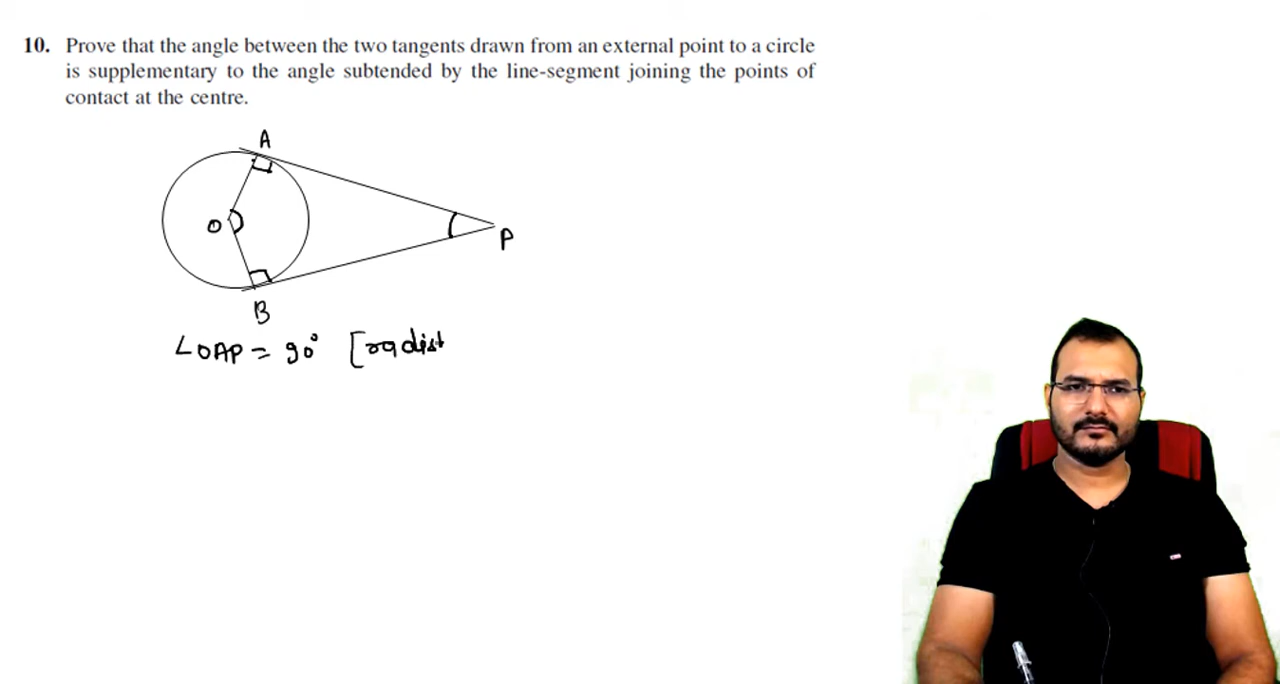 10. Prove that the angle between the two tangents drawn from an external point to a circle
is supplementary to the angle subtended by the line-segment joining the points of
contact at the centre.
A
O
P
B
∠OAP = 90° [radist